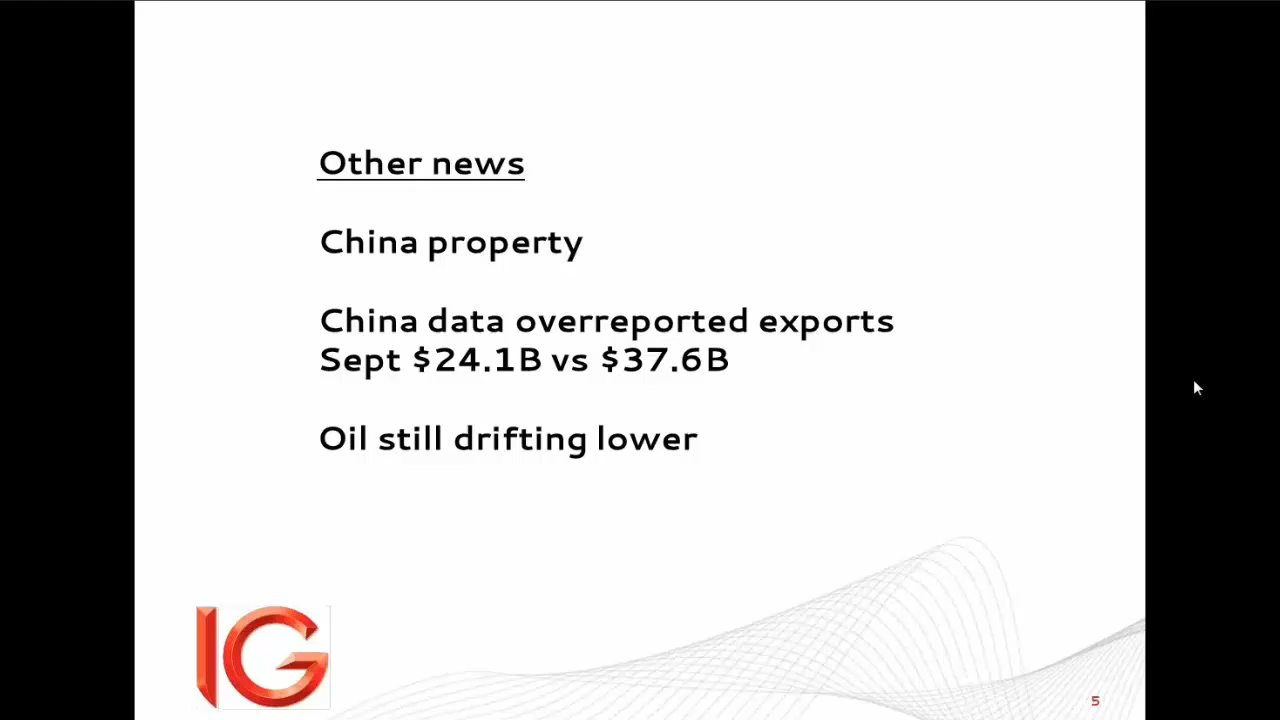 Other news
China property
China data overreported exports
Sept $24.1B vs $37.6B
Oil still drifting lower
IG
5